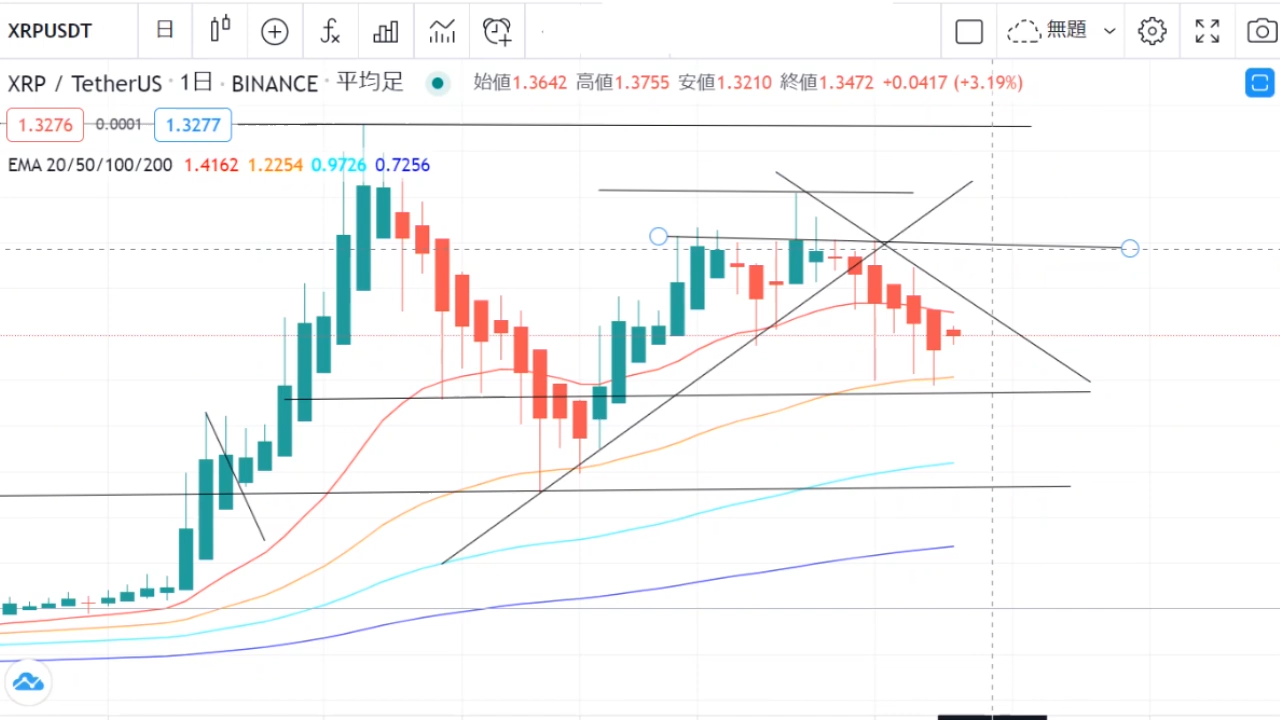 XRPUSDT 日 無題
XRP / TetherUS · 1日 · BINANCE · 平均足 始値1.3642 高値1.3755 安値1.3210 終値1.3472 +0.0417 (+3.19%)
1.3276 0.0001 1.3277
EMA 20/50/100/200 1.4162 1.2254 0.9726 0.7256